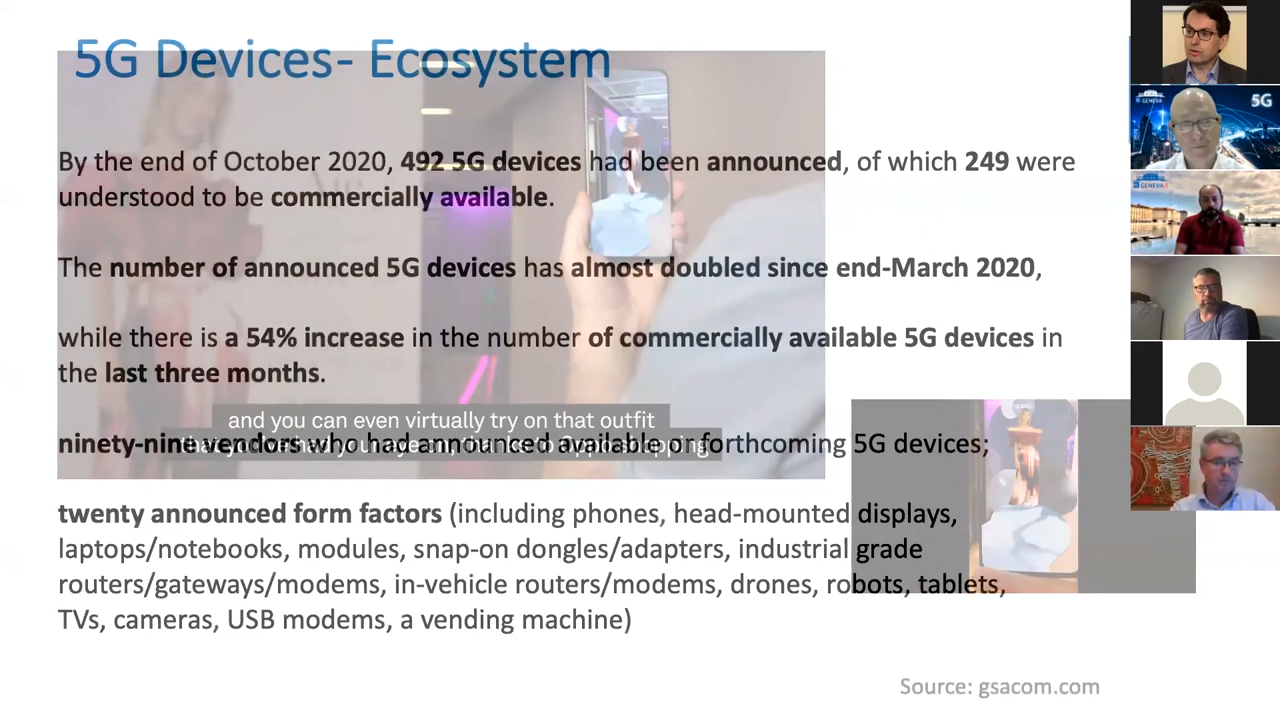 5G Devices- Ecosystem
By the end of October 2020, 492 5G devices had been announced, of which 249 were
understood to be commercially available.
The number of announced 5G devices has almost doubled since end-March 2020,
while there is a 54% increase in the number of commercially available 5G devices in
the last three months.
and you can even virtually try on that outfit
ninety-nine vendors who had announced available or forthcoming 5G devices;
twenty announced form factors (including phones, head-mounted displays,
laptops/notebooks, modules, snap-on dongles/adapters, industrial grade
routers/gateways/modems, in-vehicle routers/modems, drones, robots, tablets,
TVs, cameras, USB modems, a vending machine)
Source: gsacom.com
GENEVA
5G
GENEVA